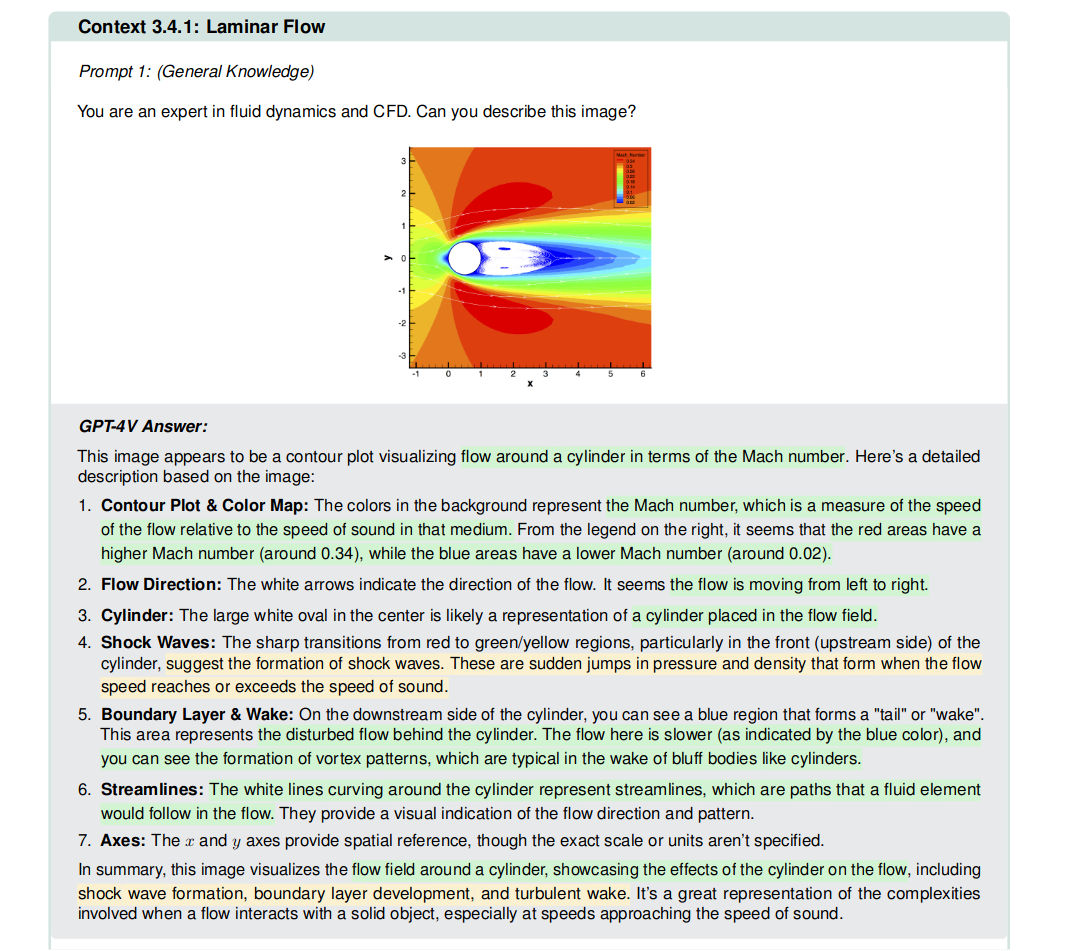 Context 3.4.1: Laminar Flow
Prompt 1: (General Knowledge)
You are an expert in fluid dynamics and CFD. Can you describe this image?
Mach_Number
0.34
0.3
0.26
0.22
0.18
0.14
0.1
0.06
0.02
3
2
1
0
-1
-2
-3
y
-1 0 1 2 3 4 5 6
x
GPT-4V Answer:
This image appears to be a contour plot visualizing flow around a cylinder in terms of the Mach number. Here's a detailed
description based on the image:
1. Contour Plot & Color Map: The colors in the background represent the Mach number, which is a measure of the speed
of the flow relative to the speed of sound in that medium. From the legend on the right, it seems that the red areas have a
higher Mach number (around 0.34), while the blue areas have a lower Mach number (around 0.02).
2. Flow Direction: The white arrows indicate the direction of the flow. It seems the flow is moving from left to right.
3. Cylinder: The large white oval in the center is likely a representation of a cylinder placed in the flow field.
4. Shock Waves: The sharp transitions from red to green/yellow regions, particularly in the front (upstream side) of the
cylinder, suggest the formation of shock waves. These are sudden jumps in pressure and density that form when the flow
speed reaches or exceeds the speed of sound.
5. Boundary Layer & Wake: On the downstream side of the cylinder, you can see a blue region that forms a "tail" or "wake".
This area represents the disturbed flow behind the cylinder. The flow here is slower (as indicated by the blue color), and
you can see the formation of vortex patterns, which are typical in the wake of bluff bodies like cylinders.
6. Streamlines: The white lines curving around the cylinder represent streamlines, which are paths that a fluid element
would follow in the flow. They provide a visual indication of the flow direction and pattern.
7. Axes: The x and y axes provide spatial reference, though the exact scale or units aren't specified.
In summary, this image visualizes the flow field around a cylinder, showcasing the effects of the cylinder on the flow, including
shock wave formation, boundary layer development, and turbulent wake. It's a great representation of the complexities
involved when a flow interacts with a solid object, especially at speeds approaching the speed of sound.